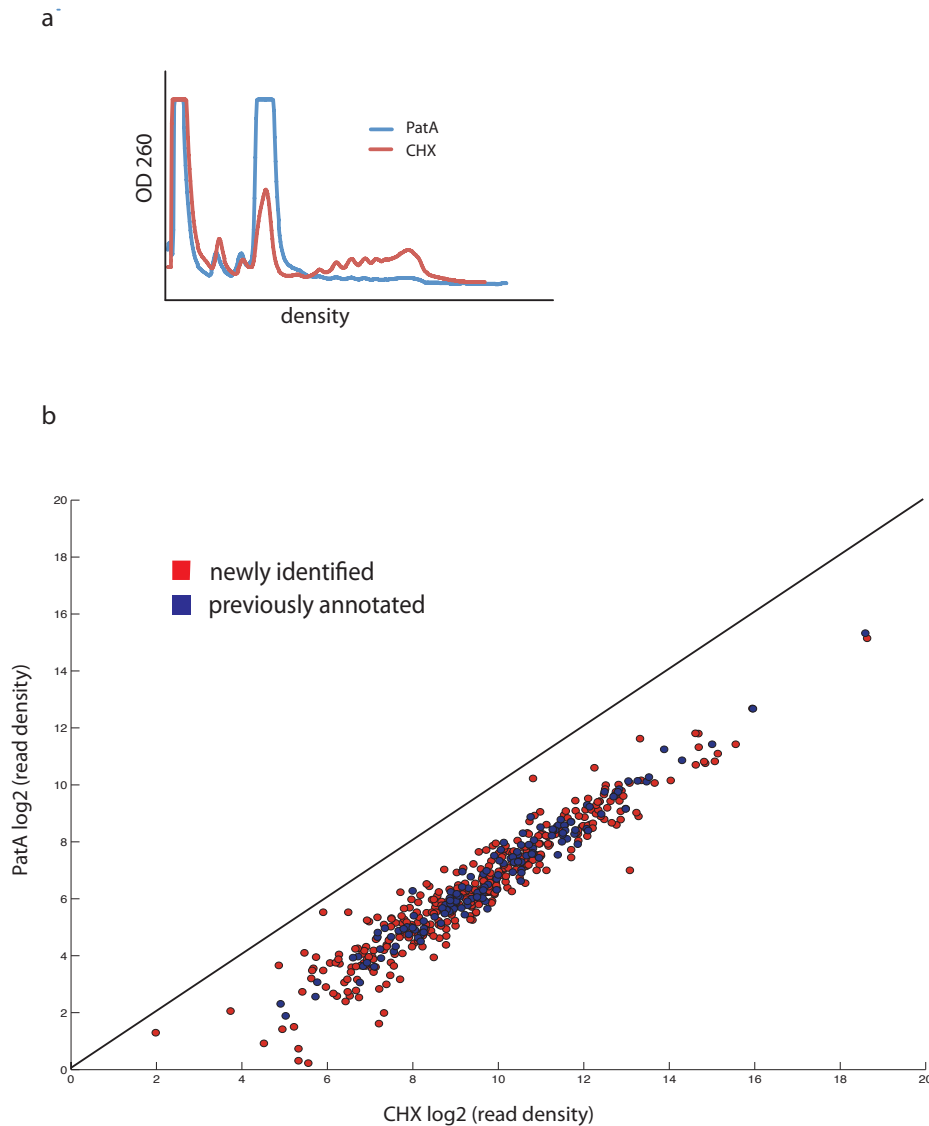 a
OD 260
PatA
CHX
density
b
newly identified
previously annotated
PatA log2 (read density)
20
18
16
14
12
10
8
6
4
2
0
0 2 4 6 8 10 12 14 16 18 20
CHX log2 (read density)